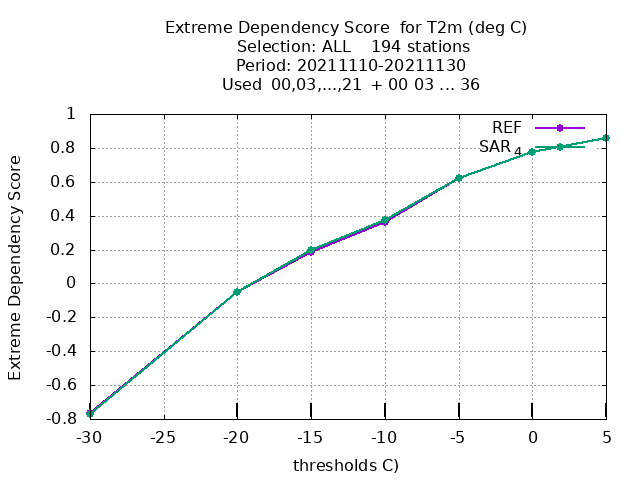 Extreme Dependency Score  for T2m (deg C)
Selection: ALL    194 stations
Period: 20211110-20211130
Used  00,03,...,21  + 00 03 ... 36
1
0.8
0.6
0.4
0.2
0
-0.2
-0.4
-0.6
-0.8
Extreme Dependency Score
REF
SAR4
-30
-25
-20
-15
-10
-5
0
5
thresholds C)